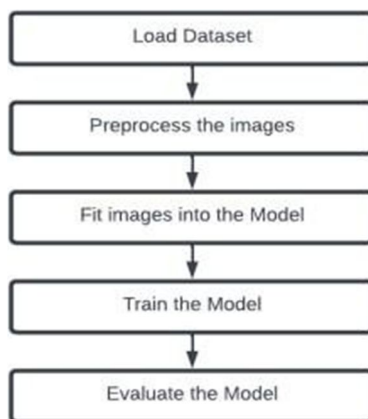 Load Dataset
Preprocess the images
Fit images into the Model
Train the Model
Evaluate the Model